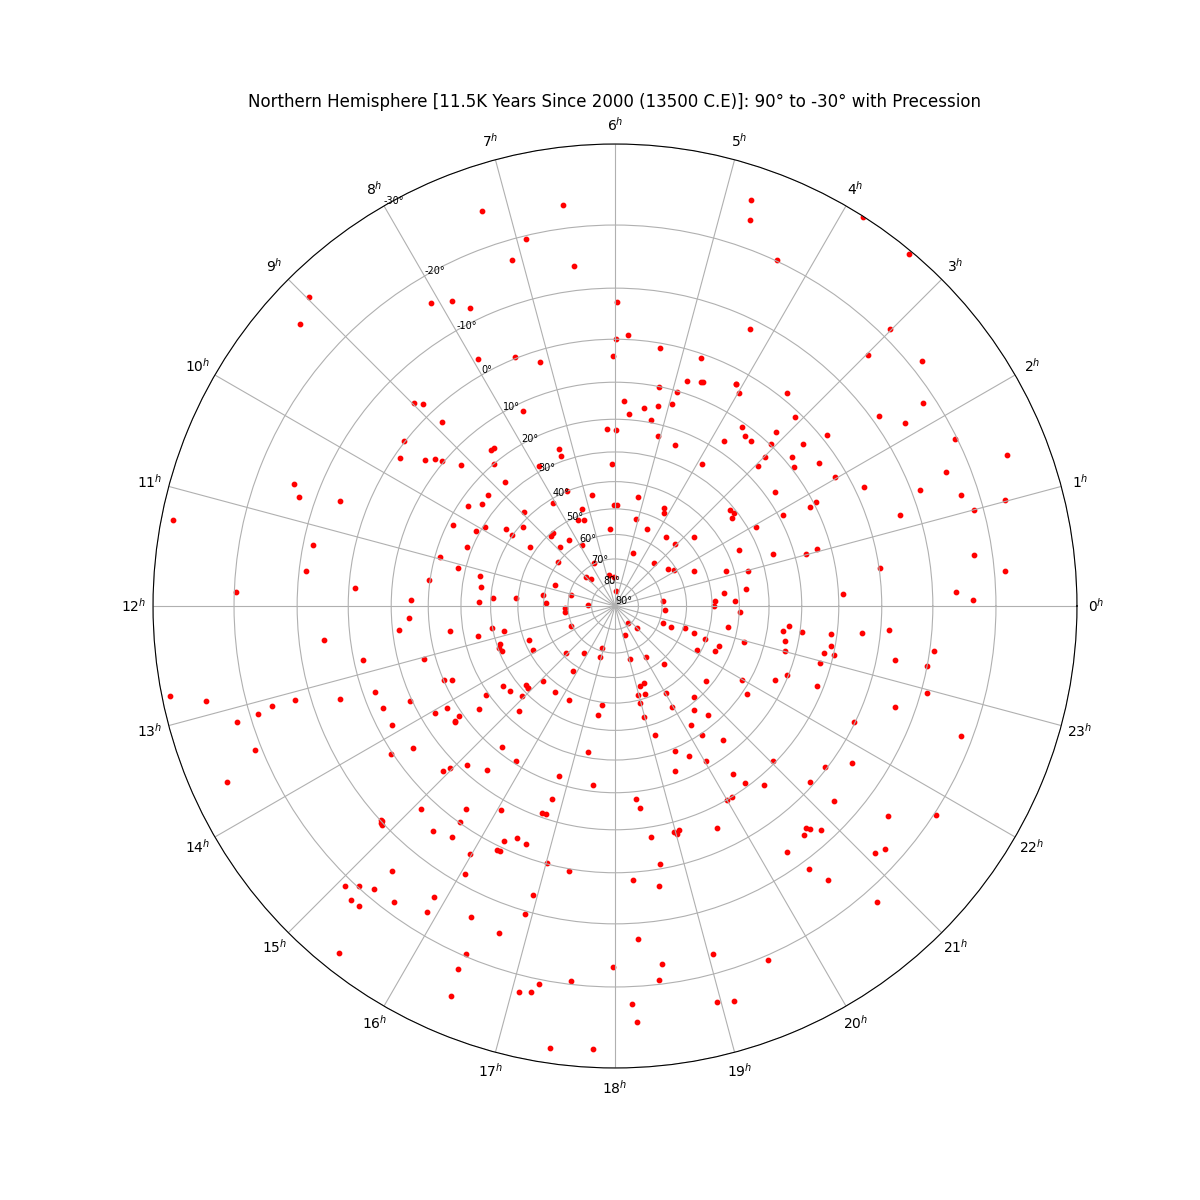 Northern Hemisphere [11.5K Years Since 2000 (13500 C.E)]: 90° to -30° with Precession
6h
7h
5h
8h
4h
-30°
9h
3h
-20°
-10°
10h
2h
0°
10°
20°
30°
11h
1h
40°
50°
60°
70°
80°
90°
12h
0h
13h
23h
14h
22h
15h
21h
16h
20h
17h
19h
18h